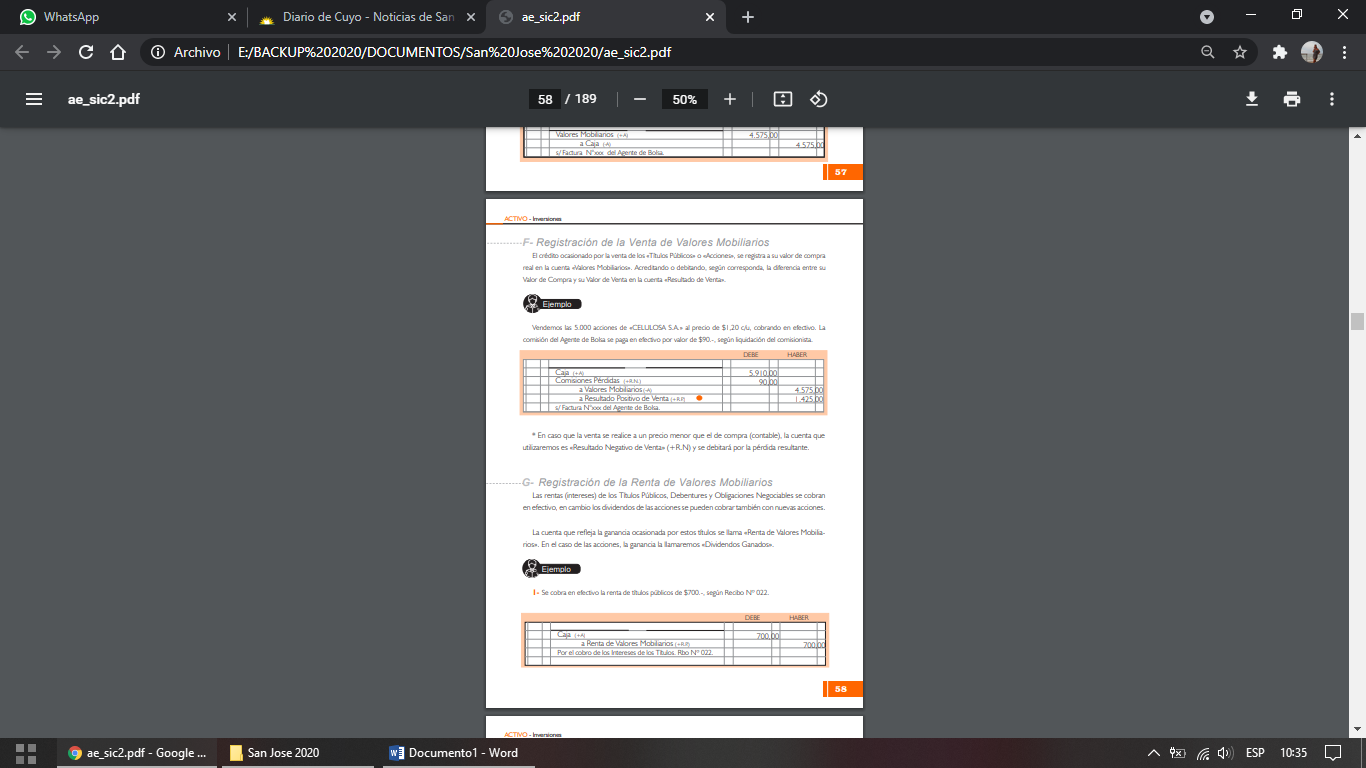 WhatsApp
Diario de Cuyo - Noticias de San
ae_sic2.pdf
Archivo
E:/BACKUP%202020/DOCUMENTOS/San%20Jose%202020/ae_sic2.pdf
ae_sic2.pdf
58 / 189
50%
Valores Mobiliarios (+A) 4.575,00
a Caja (-A) 4.575,00
s/ Factura N°xxx del Agente de Bolsa.
57
ACTIVO - Inversiones
F- Registración de la Venta de Valores Mobiliarios
El crédito ocasionado por la venta de los «Títulos Públicos» o «Acciones», se registra a su valor de compra
real en la cuenta «Valores Mobiliarios». Acreditando o debitando, según corresponda, la diferencia entre su
Valor de Compra y su Valor de Venta en la cuenta «Resultado de Venta».
Ejemplo
Vendemos las 5.000 acciones de «CELULOSA S.A.» al precio de $1,20 c/u, cobrando en efectivo. La
comisión del Agente de Bolsa se paga en efectivo por valor de $90.-, según liquidación del comisionista.
DEBE HABER
Caja (+A) 5.910,00
Comisiones Pérdidas (+R.N.) 90,00
a Valores Mobiliarios (-A) 4.575,00
a Resultado Positivo de Venta (+R.P) 1.425,00
s/ Factura N°xxx del Agente de Bolsa.
* En caso que la venta se realice a un precio menor que el de compra (contable), la cuenta que
utilizaremos es «Resultado Negativo de Venta» (+R.N) y se debitará por la pérdida resultante.
G- Registración de la Renta de Valores Mobiliarios
Las rentas (intereses) de los Títulos Públicos, Debentures y Obligaciones Negociables se cobran
en efectivo, en cambio los dividendos de las acciones se pueden cobrar también con nuevas acciones.
La cuenta que refleja la ganancia ocasionada por estos títulos se llama «Renta de Valores Mobilia-
rios». En el caso de las acciones, la ganancia la llamaremos «Dividendos Ganados».
Ejemplo
1- Se cobra en efectivo la renta de títulos públicos de $700.-, según Recibo N° 022.
DEBE HABER
Caja (+A) 700,00
a Renta de Valores Mobiliarios (+R.P.) 700,00
Por el cobro de los Intereses de los Títulos. Rbo N° 022.
58
ACTIVO - Inversiones
ae_sic2.pdf - Google ...
San Jose 2020
Documento1 - Word
ESP
10:35